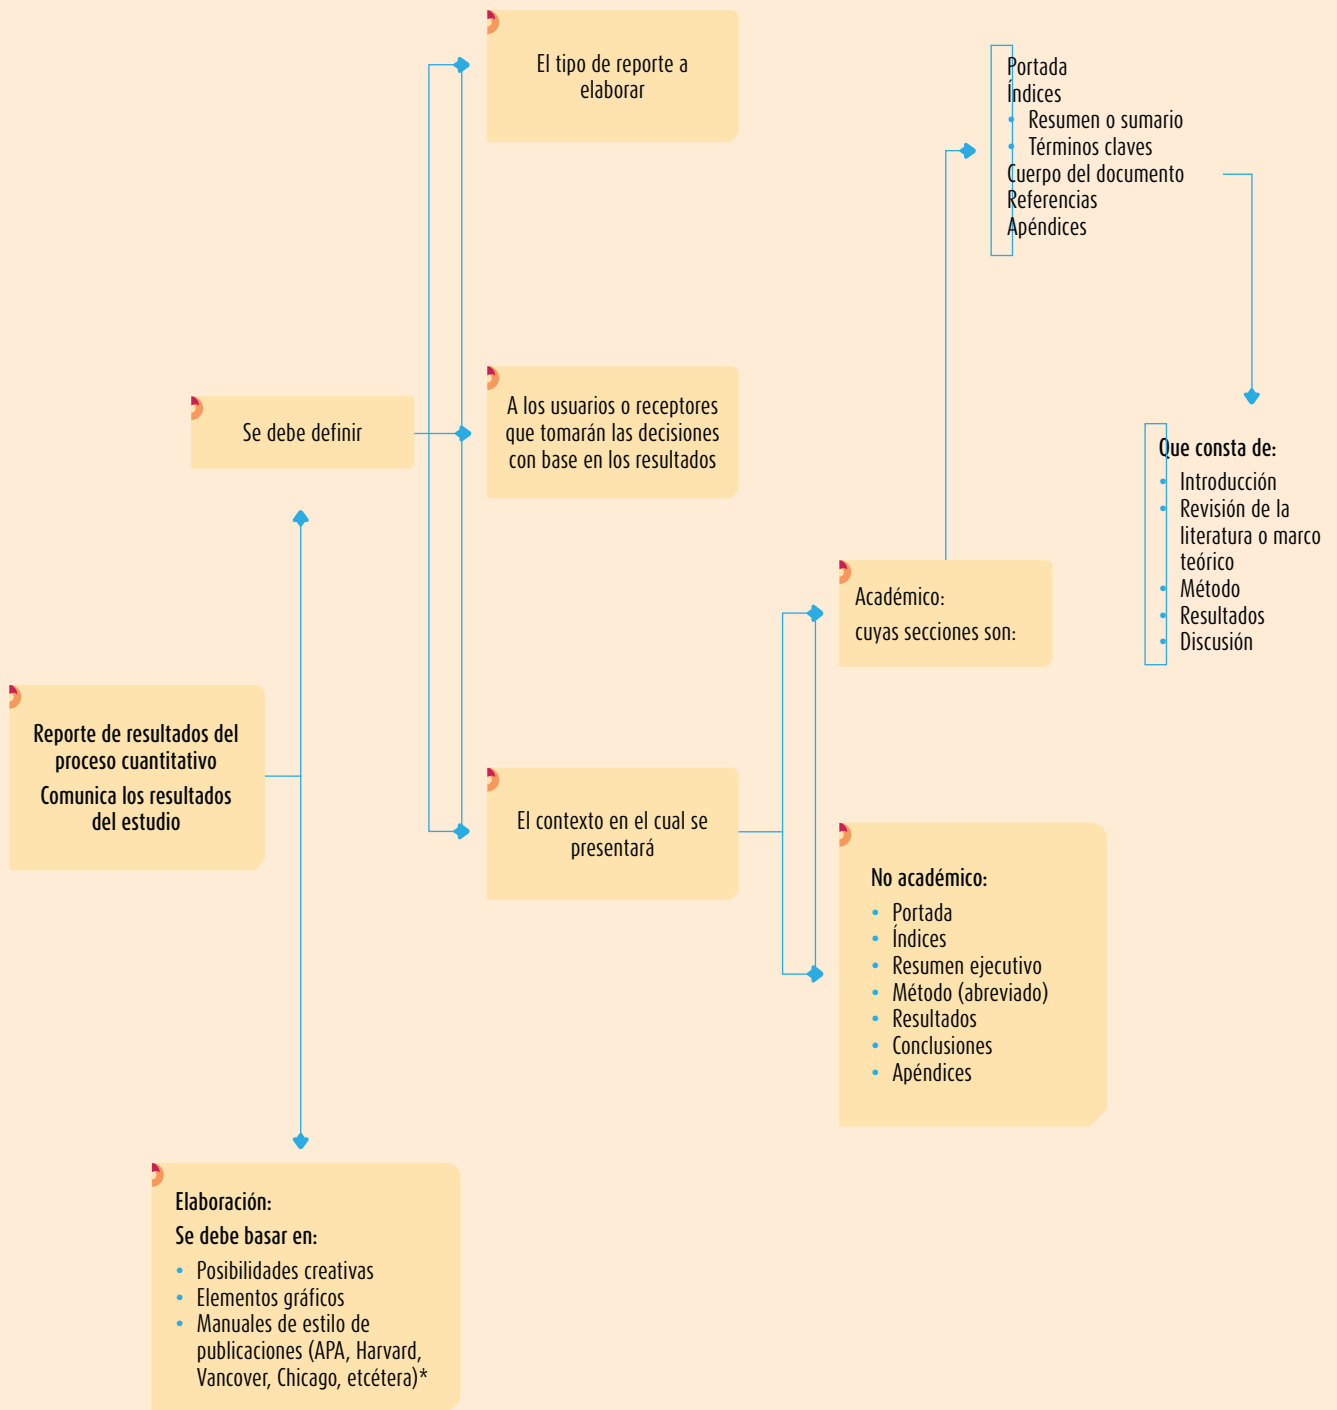 El tipo de reporte a
elaborar
Portada
Índices
• Resumen o sumario
• Términos claves
Cuerpo del documento
Referencias
Apéndices
Se debe definir
A los usuarios o receptores
que tomarán las decisiones
con base en los resultados
Que consta de:
• Introducción
• Revisión de la
literatura o marco
teórico
• Método
• Resultados
• Discusión
Académico:
cuyas secciones son:
Reporte de resultados del
proceso cuantitativo
Comunica los resultados
del estudio
El contexto en el cual se
presentará
No académico:
• Portada
• Índices
• Resumen ejecutivo
• Método (abreviado)
• Resultados
• Conclusiones
• Apéndices
Elaboración:
Se debe basar en:
• Posibilidades creativas
• Elementos gráficos
• Manuales de estilo de
publicaciones (APA, Harvard,
Vancover, Chicago, etcétera)*